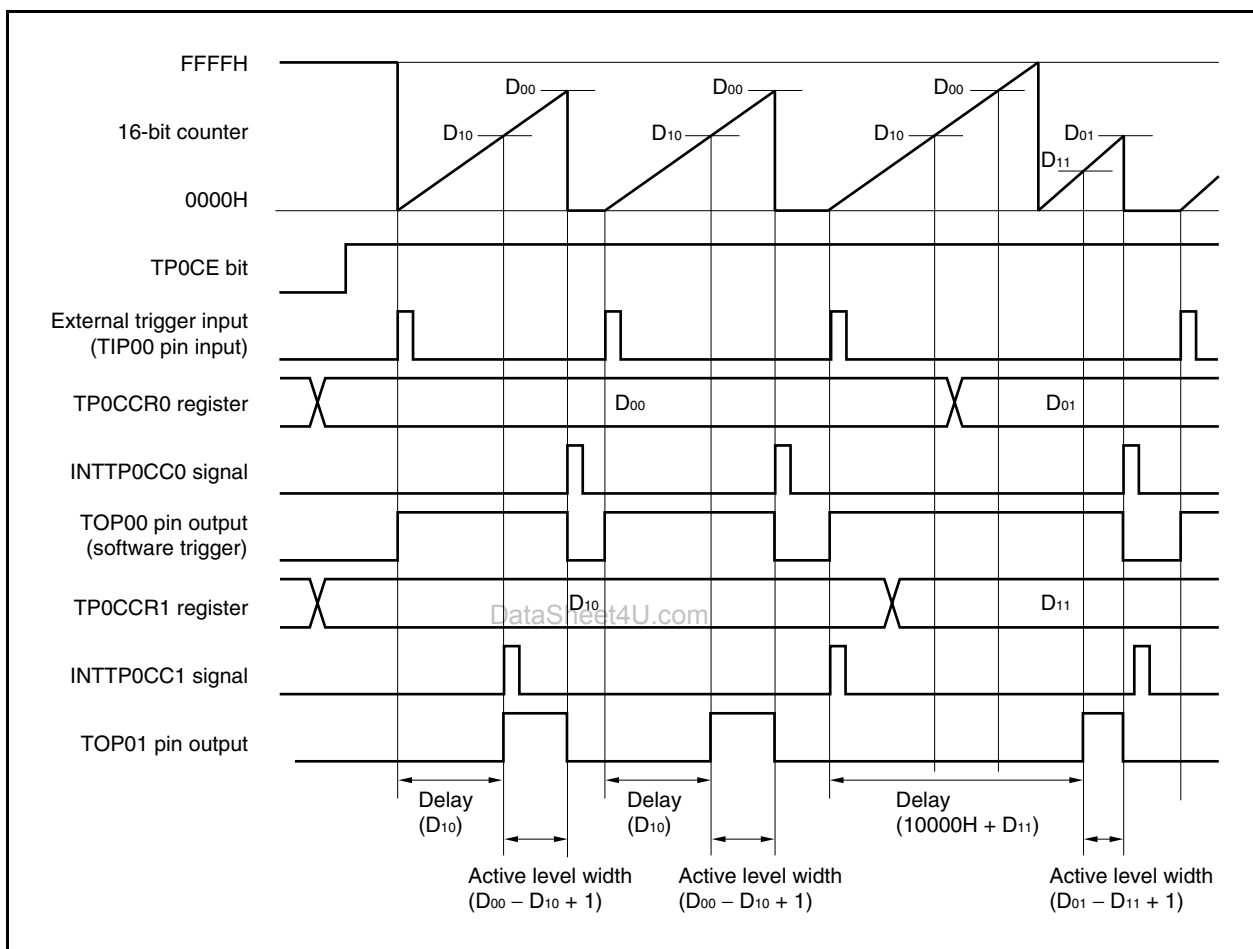 FFFFH
D00
D00
D00
16-bit counter
D10
D10
D10
D01
D11
0000H
TP0CE bit
External trigger input
(TIP00 pin input)
TP0CCR0 register
D00
D01
INTTP0CC0 signal
TOP00 pin output
(software trigger)
TP0CCR1 register
D10
D11
DataSheet4U.com
INTTP0CC1 signal
TOP01 pin output
Delay
(D10)
Delay
(D10)
Delay
(10000H + D11)
Active level width
(D00 − D10 + 1)
Active level width
(D00 − D10 + 1)
Active level width
(D01 − D11 + 1)